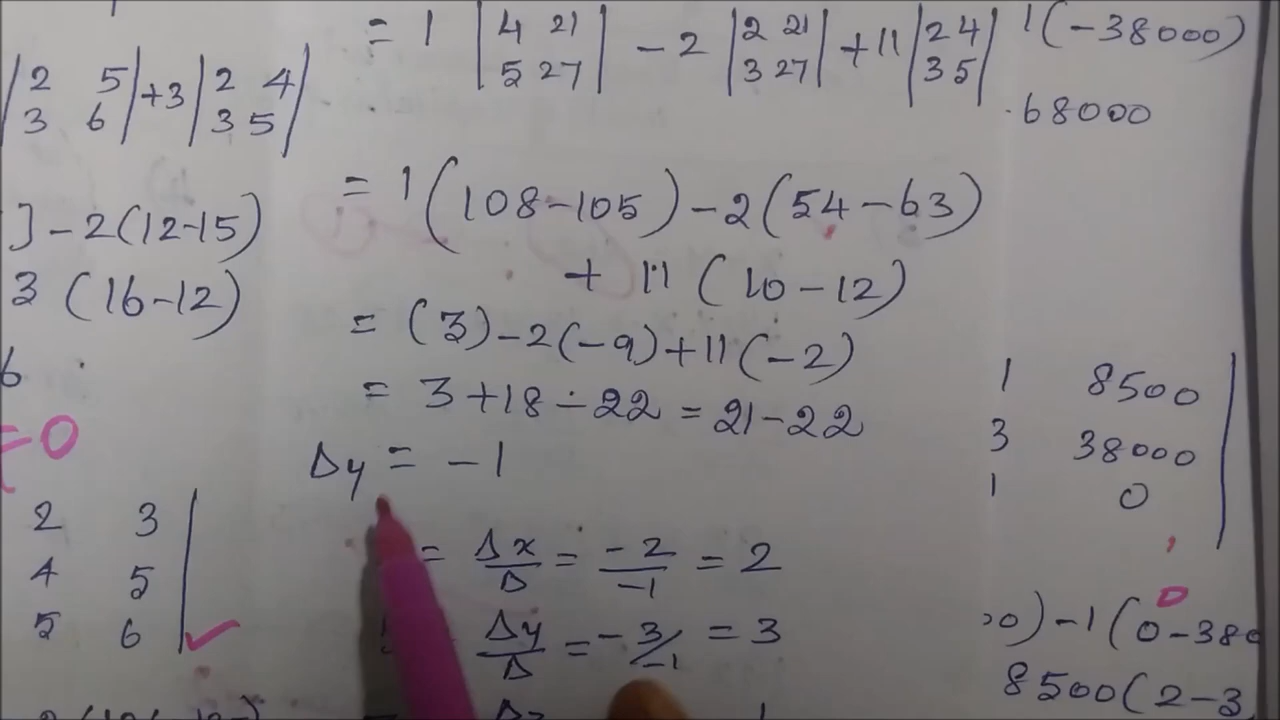 = 1 |4 21| - 2 |2 21| + 11 |2 4|
|5 27| |3 27| |3 5|
= 1 (108-105) - 2 (54-63)
+ 11 (10-12)
= (3) - 2(-9) + 11(-2)
= 3 + 18 - 22 = 21 - 22
Δy = -1
= Δx/Δ = -2/-1 = 2
Δy/Δ = -3/-1 = 3
|2 5| + 3 |2 4|
|3 6| |3 5|
] - 2 (12-15)
3 (16-12)
6
= 0
2 3
4 5
5 6
1(-38000)
68000
1 8500
3 38000
1 0
0) - 1 (0-380
8500 (2-3